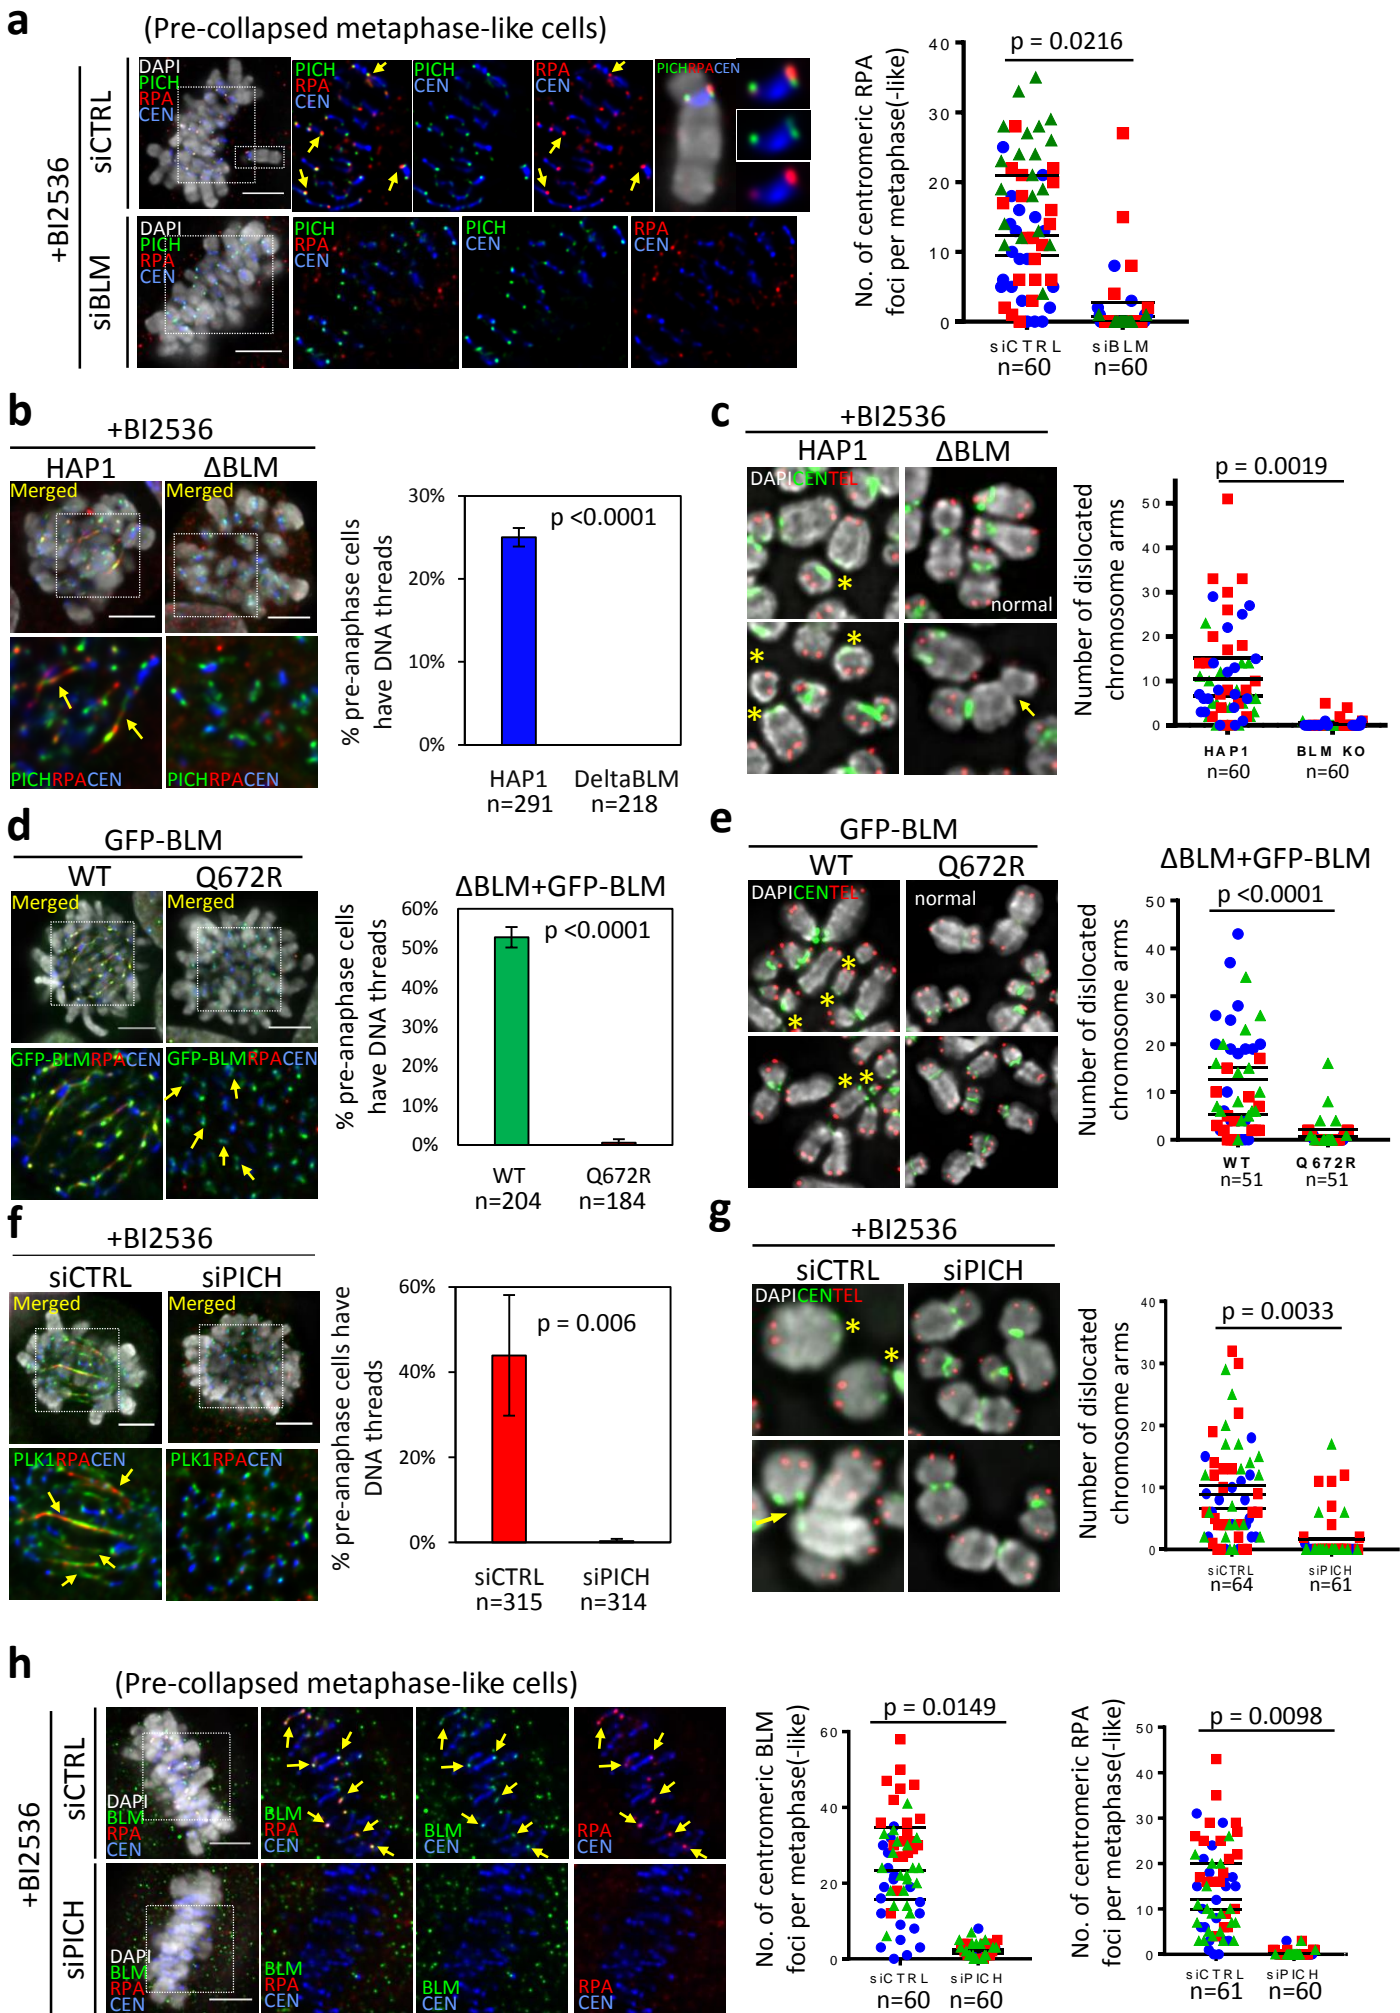 a
(Pre-collapsed metaphase-like cells)
+BI2536
siCTRL
DAPI
PICH
RPA
CEN
PICH
RPA
CEN
PICH
CEN
RPA
CEN
PICHRPACEN
siBLM
DAPI
PICH
RPA
CEN
PICH
RPA
CEN
PICH
CEN
RPA
CEN
No. of centromeric RPA
foci per metaphase(-like)
p = 0.0216
40
30
20
10
0
siCTRL
n=60
siBLM
n=60
b
+BI2536
HAP1
ΔBLM
Merged
Merged
PICHRPACEN
PICHRPACEN
% pre-anaphase cells
have DNA threads
30%
20%
10%
0%
p <0.0001
HAP1
n=291
DeltaBLM
n=218
c
+BI2536
HAP1
ΔBLM
DAPICENTEL
*
normal
*
*
*
Number of dislocated
chromosome arms
p = 0.0019
50
40
30
20
10
0
HAP1
n=60
BLM KO
n=60
d
GFP-BLM
WT
Q672R
Merged
Merged
GFP-BLMRPACEN
GFP-BLMRPACEN
ΔBLM+GFP-BLM
% pre-anaphase cells
have DNA threads
60%
50%
40%
30%
20%
10%
0%
p <0.0001
WT
n=204
Q672R
n=184
e
GFP-BLM
WT
Q672R
DAPICENTEL
*
*
*
normal
* *
ΔBLM+GFP-BLM
Number of dislocated
chromosome arms
p <0.0001
50
40
30
20
10
0
WT
n=51
Q672R
n=51
f
+BI2536
siCTRL
siPICH
Merged
Merged
PLK1RPACEN
PLK1RPACEN
% pre-anaphase cells have
DNA threads
60%
40%
20%
0%
p = 0.006
siCTRL
n=315
siPICH
n=314
g
+BI2536
siCTRL
siPICH
DAPICENTEL
*
*
Number of dislocated
chromosome arms
p = 0.0033
40
30
20
10
0
siCTRL
n=64
siPICH
n=61
h
(Pre-collapsed metaphase-like cells)
+BI2536
siCTRL
DAPI
BLM
RPA
CEN
BLM
RPA
CEN
BLM
CEN
RPA
CEN
siPICH
DAPI
BLM
RPA
CEN
BLM
RPA
CEN
BLM
CEN
RPA
CEN
No. of centromeric BLM
foci per metaphase(-like)
p = 0.0149
60
40
20
0
siCTRL
n=60
siPICH
n=60
No. of centromeric RPA
foci per metaphase(-like)
p = 0.0098
50
40
30
20
10
0
siCTRL
n=61
siPICH
n=60